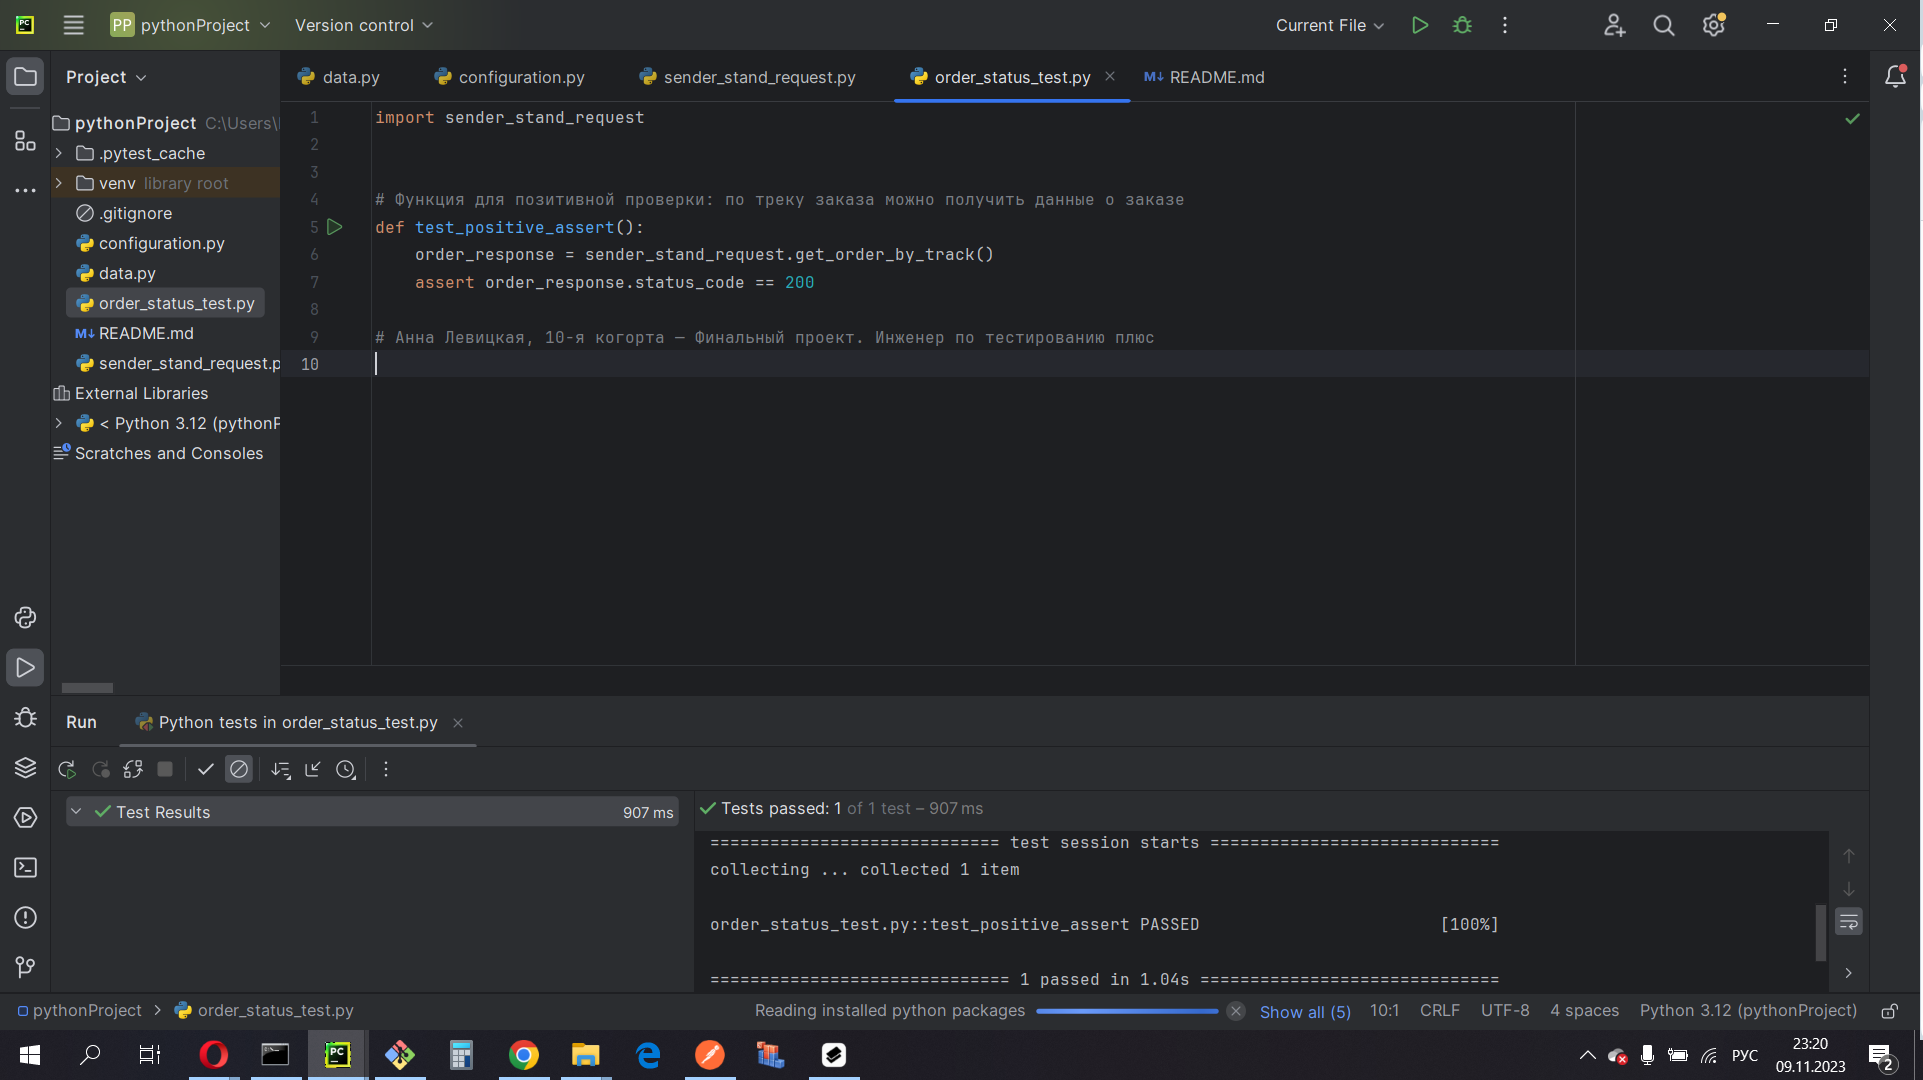 PP pythonProject Version control Current File
Project data.py configuration.py sender_stand_request.py order_status_test.py README.md
pythonProject C:\Users\
.pytest_cache
venv library root
.gitignore
configuration.py
data.py
order_status_test.py
README.md
sender_stand_request.p
External Libraries
< Python 3.12 (pythonP
Scratches and Consoles
1 import sender_stand_request
2
3
4 # Функция для позитивной проверки: по треку заказа можно получить данные о заказе
5 def test_positive_assert():
6 order_response = sender_stand_request.get_order_by_track()
7 assert order_response.status_code == 200
8
9 # Анна Левицкая, 10-я когорта — Финальный проект. Инженер по тестированию плюс
10
Run Python tests in order_status_test.py
Test Results 907 ms
Tests passed: 1 of 1 test – 907 ms
============================= test session starts =============================
collecting ... collected 1 item
order_status_test.py::test_positive_assert PASSED [100%]
============================== 1 passed in 1.04s ==============================
pythonProject > order_status_test.py Reading installed python packages Show all (5) 10:1 CRLF UTF-8 4 spaces Python 3.12 (pythonProject)
РУС 23:20
09.11.2023
2